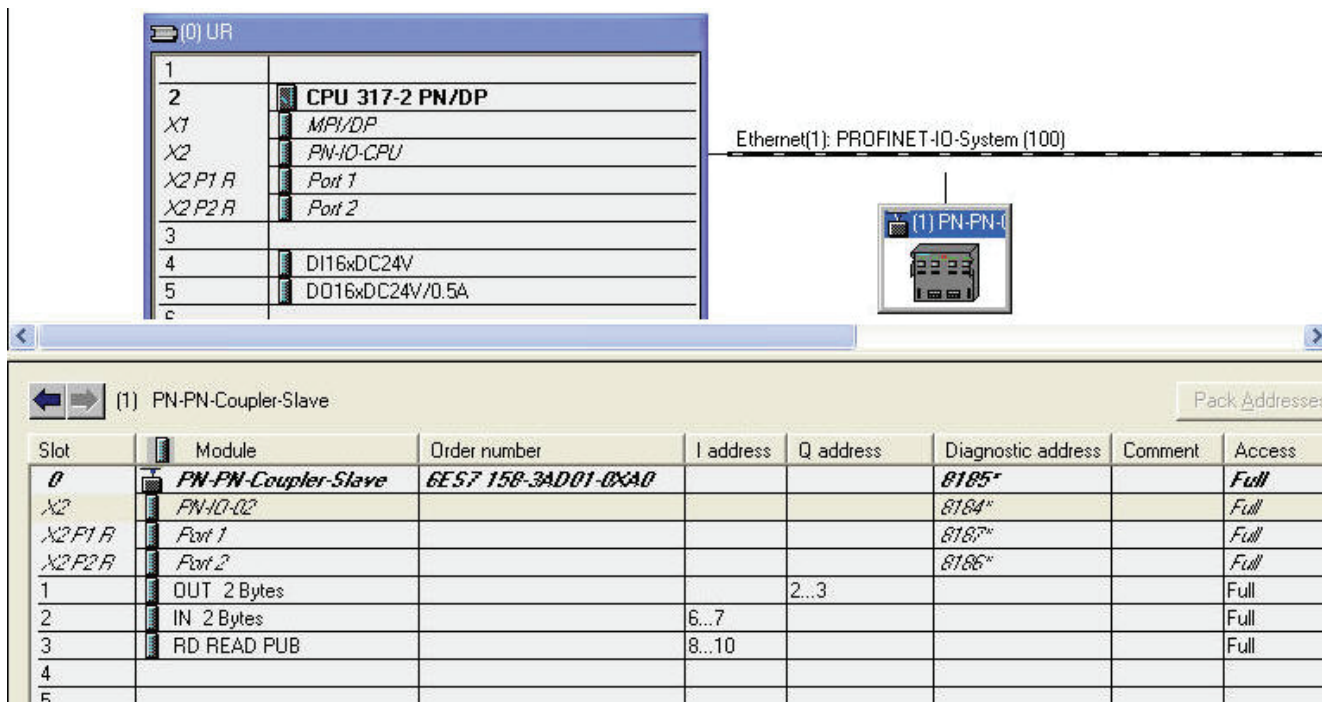 (0) UR
1
2 CPU 317-2 PN/DP
X1 MPI/DP
X2 PN-IO-CPU
X2 P1 R Port 1
X2 P2 R Port 2
3
4 DI16xDC24V
5 DO16xDC24V/0.5A
6
Ethernet(1): PROFINET-IO-System (100)
(1) PN-PN-
(1) PN-PN-Coupler-Slave
Pack Addresses
Slot Module Order number I address Q address Diagnostic address Comment Access
0 PN-PN-Coupler-Slave 6ES7 158-3AD01-0XA0 8185* Full
X2 PN-IO-02 8184* Full
X2 P1 R Port 1 8187* Full
X2 P2 R Port 2 8186* Full
1 OUT 2 Bytes 2...3 Full
2 IN 2 Bytes 6...7 Full
3 RD READ PUB 8...10 Full
4
5